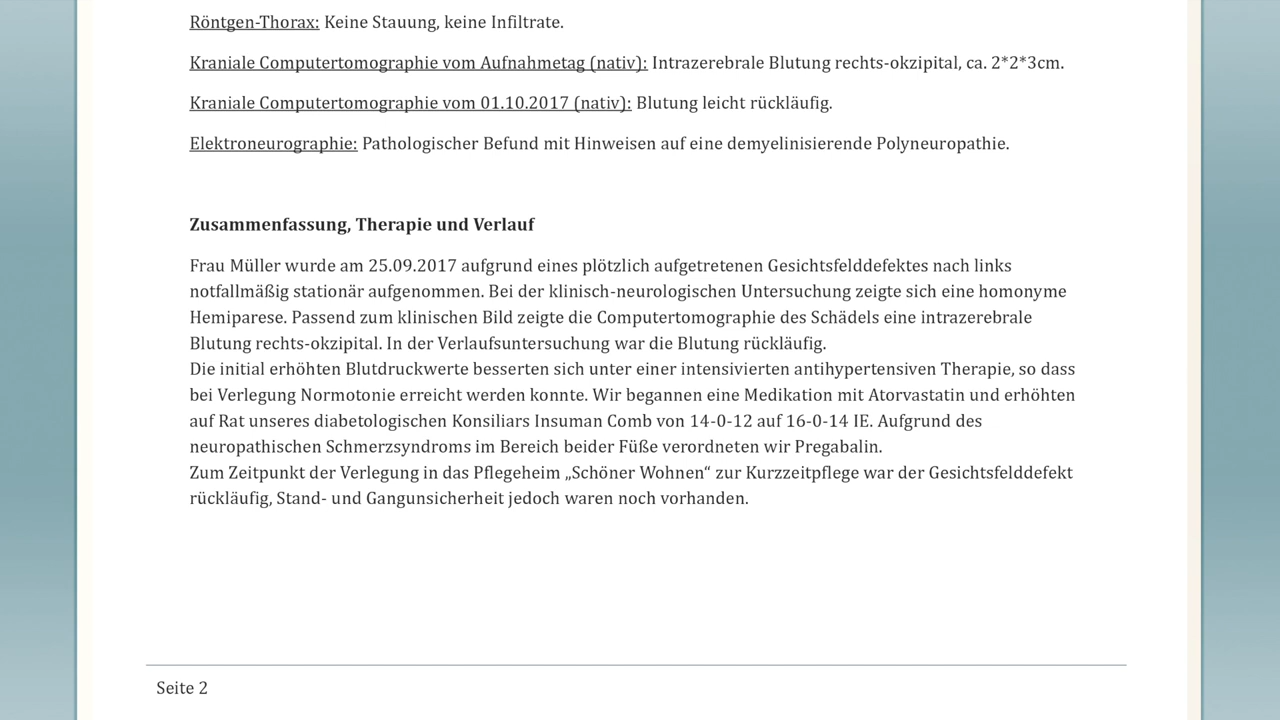 Röntgen-Thorax: Keine Stauung, keine Infiltrate.
Kraniale Computertomographie vom Aufnahmetag (nativ): Intrazerebrale Blutung rechts-okzipital, ca. 2*2*3cm.
Kraniale Computertomographie vom 01.10.2017 (nativ): Blutung leicht rückläufig.
Elektroneurographie: Pathologischer Befund mit Hinweisen auf eine demyelinisierende Polyneuropathie.
Zusammenfassung, Therapie und Verlauf
Frau Müller wurde am 25.09.2017 aufgrund eines plötzlich aufgetretenen Gesichtsfelddefektes nach links
notfallmäßig stationär aufgenommen. Bei der klinisch-neurologischen Untersuchung zeigte sich eine homonyme
Hemiparese. Passend zum klinischen Bild zeigte die Computertomographie des Schädels eine intrazerebrale
Blutung rechts-okzipital. In der Verlaufsuntersuchung war die Blutung rückläufig.
Die initial erhöhten Blutdruckwerte besserten sich unter einer intensivierten antihypertensiven Therapie, so dass
bei Verlegung Normotonie erreicht werden konnte. Wir begannen eine Medikation mit Atorvastatin und erhöhten
auf Rat unseres diabetologischen Konsiliars Insuman Comb von 14-0-12 auf 16-0-14 IE. Aufgrund des
neuropathischen Schmerzsyndroms im Bereich beider Füße verordneten wir Pregabalin.
Zum Zeitpunkt der Verlegung in das Pflegeheim „Schöner Wohnen“ zur Kurzzeitpflege war der Gesichtsfelddefekt
rückläufig, Stand- und Gangunsicherheit jedoch waren noch vorhanden.
Seite 2